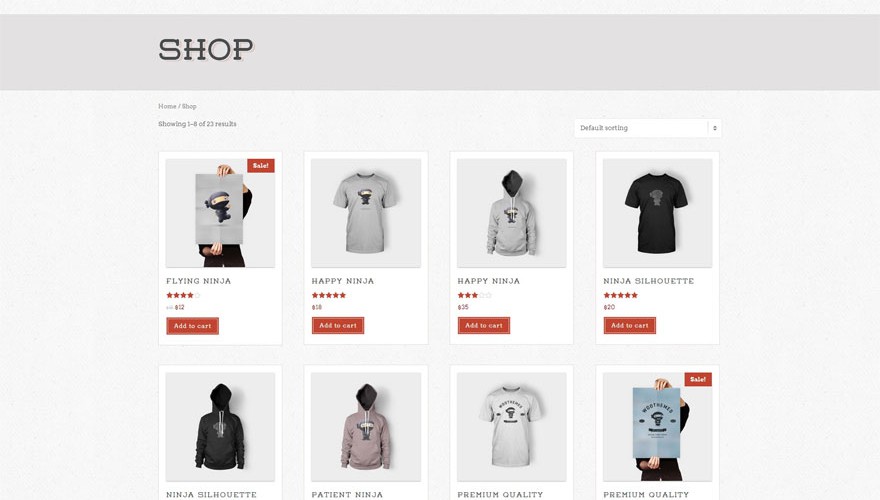 SHOP
Home / Shop
Showing 1–8 of 23 results
Default sorting
Sale!
FLYING NINJA
$12
Add to cart
HAPPY NINJA
$18
Add to cart
HAPPY NINJA
$35
Add to cart
NINJA SILHOUETTE
$20
Add to cart
NINJA SILHOUETTE
PATIENT NINJA
WOOTHEMES
PREMIUM QUALITY
Sale!
WOOTHEMES
PREMIUM QUALITY